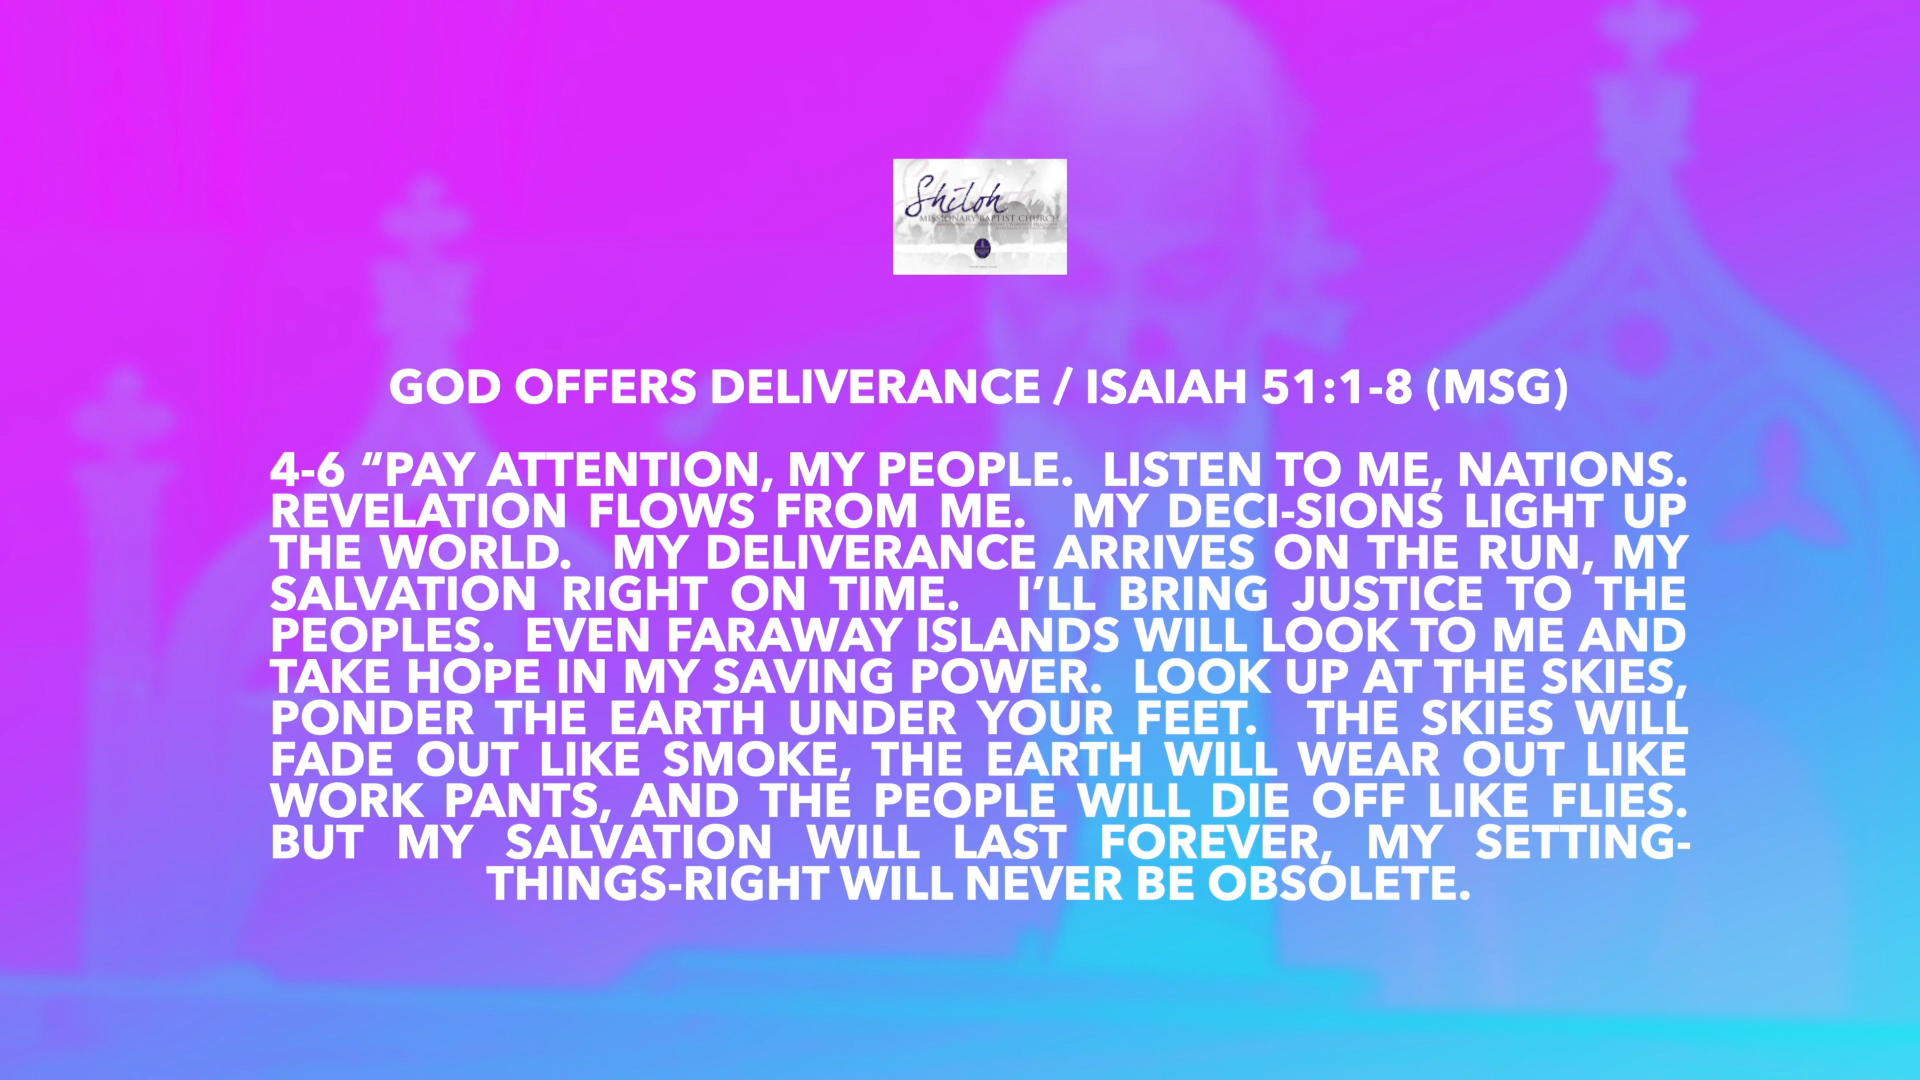 Shiloh
MISSIONARY BAPTIST CHURCH
GOD OFFERS DELIVERANCE / ISAIAH 51:1-8 (MSG)
4-6 “PAY ATTENTION, MY PEOPLE.  LISTEN TO ME, NATIONS.
REVELATION FLOWS FROM ME.  MY DECI-SIONS LIGHT UP
THE WORLD.  MY DELIVERANCE ARRIVES ON THE RUN, MY
SALVATION RIGHT ON TIME.  I’LL BRING JUSTICE TO THE
PEOPLES.  EVEN FARAWAY ISLANDS WILL LOOK TO ME AND
TAKE HOPE IN MY SAVING POWER.  LOOK UP AT THE SKIES,
PONDER THE EARTH UNDER YOUR FEET.  THE SKIES WILL
FADE OUT LIKE SMOKE, THE EARTH WILL WEAR OUT LIKE
WORK PANTS, AND THE PEOPLE WILL DIE OFF LIKE FLIES.
BUT MY SALVATION WILL LAST FOREVER, MY SETTING-
THINGS-RIGHT WILL NEVER BE OBSOLETE.